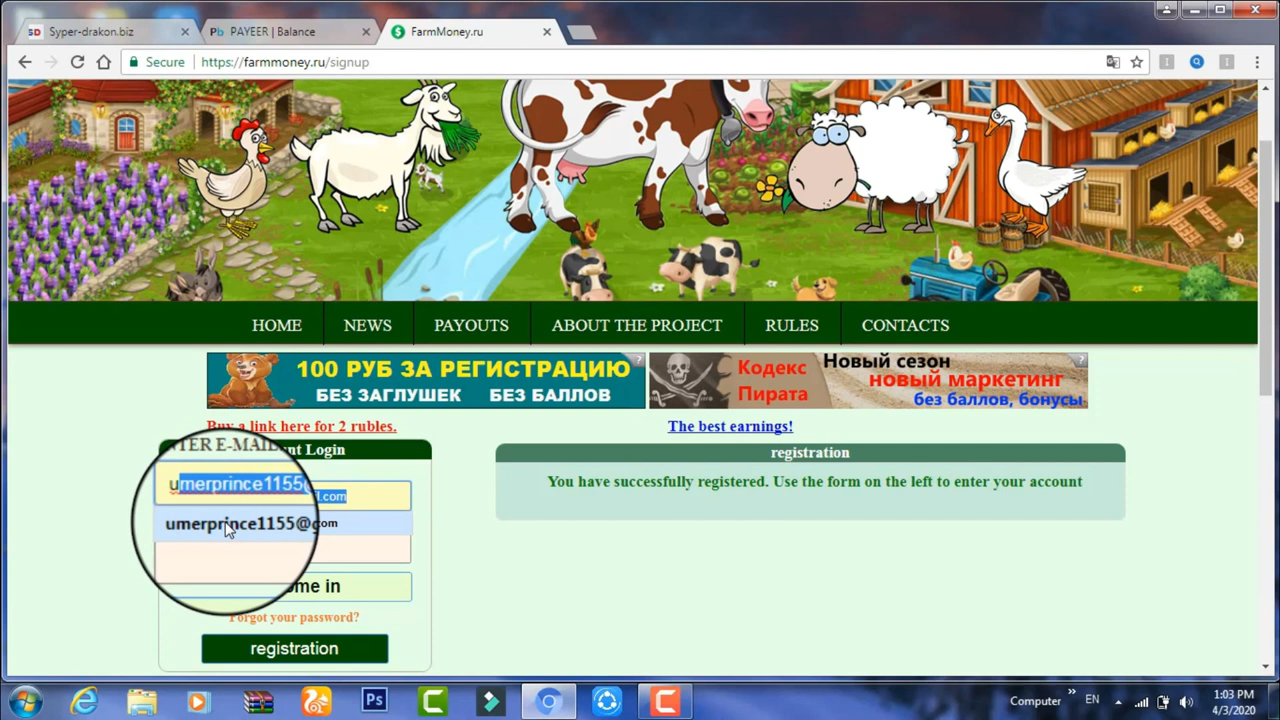 Syper-drakon.biz
Pb PAYEER | Balance
FarmMoney.ru
Secure
https://farmmoney.ru/signup
HOME
NEWS
PAYOUTS
ABOUT THE PROJECT
RULES
CONTACTS
100 РУБ ЗА РЕГИСТРАЦИЮ
БЕЗ ЗАГЛУШЕК БЕЗ БАЛЛОВ
Кодекс
Пирата
Новый сезон
новый маркетинг
без баллов, бонусы
Buy a link here for 2 rubles.
The best earnings!
Login
registration
You have successfully registered. Use the form on the left to enter your account
umerprince1155@
.com
umerprince1155@
com
in
Forgot your password?
registration
Computer
EN
1:03 PM
4/3/2020